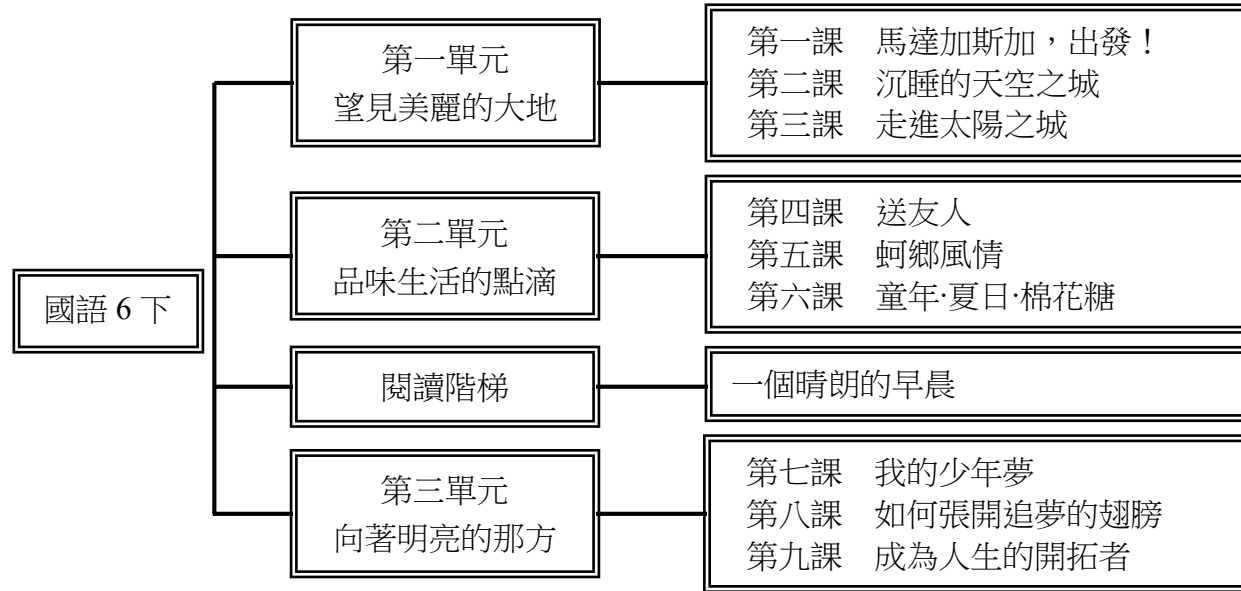 國語 6 下
第一單元
望見美麗的大地
第一課　馬達加斯加，出發！
第二課　沉睡的天空之城
第三課　走進太陽之城
第二單元
品味生活的點滴
第四課　送友人
第五課　蚵鄉風情
第六課　童年·夏日·棉花糖
閱讀階梯
一個晴朗的早晨
第三單元
向著明亮的那方
第七課　我的少年夢
第八課　如何張開追夢的翅膀
第九課　成為人生的開拓者